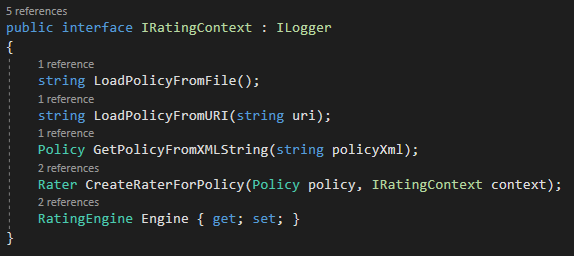 5 references
public interface IRatingContext : ILogger
{
1 reference
string LoadPolicyFromFile();
1 reference
string LoadPolicyFromURI(string uri);
1 reference
Policy GetPolicyFromXMLString(string policyXml);
2 references
Rater CreateRaterForPolicy(Policy policy, IRatingContext context);
2 references
RatingEngine Engine { get; set; }
}